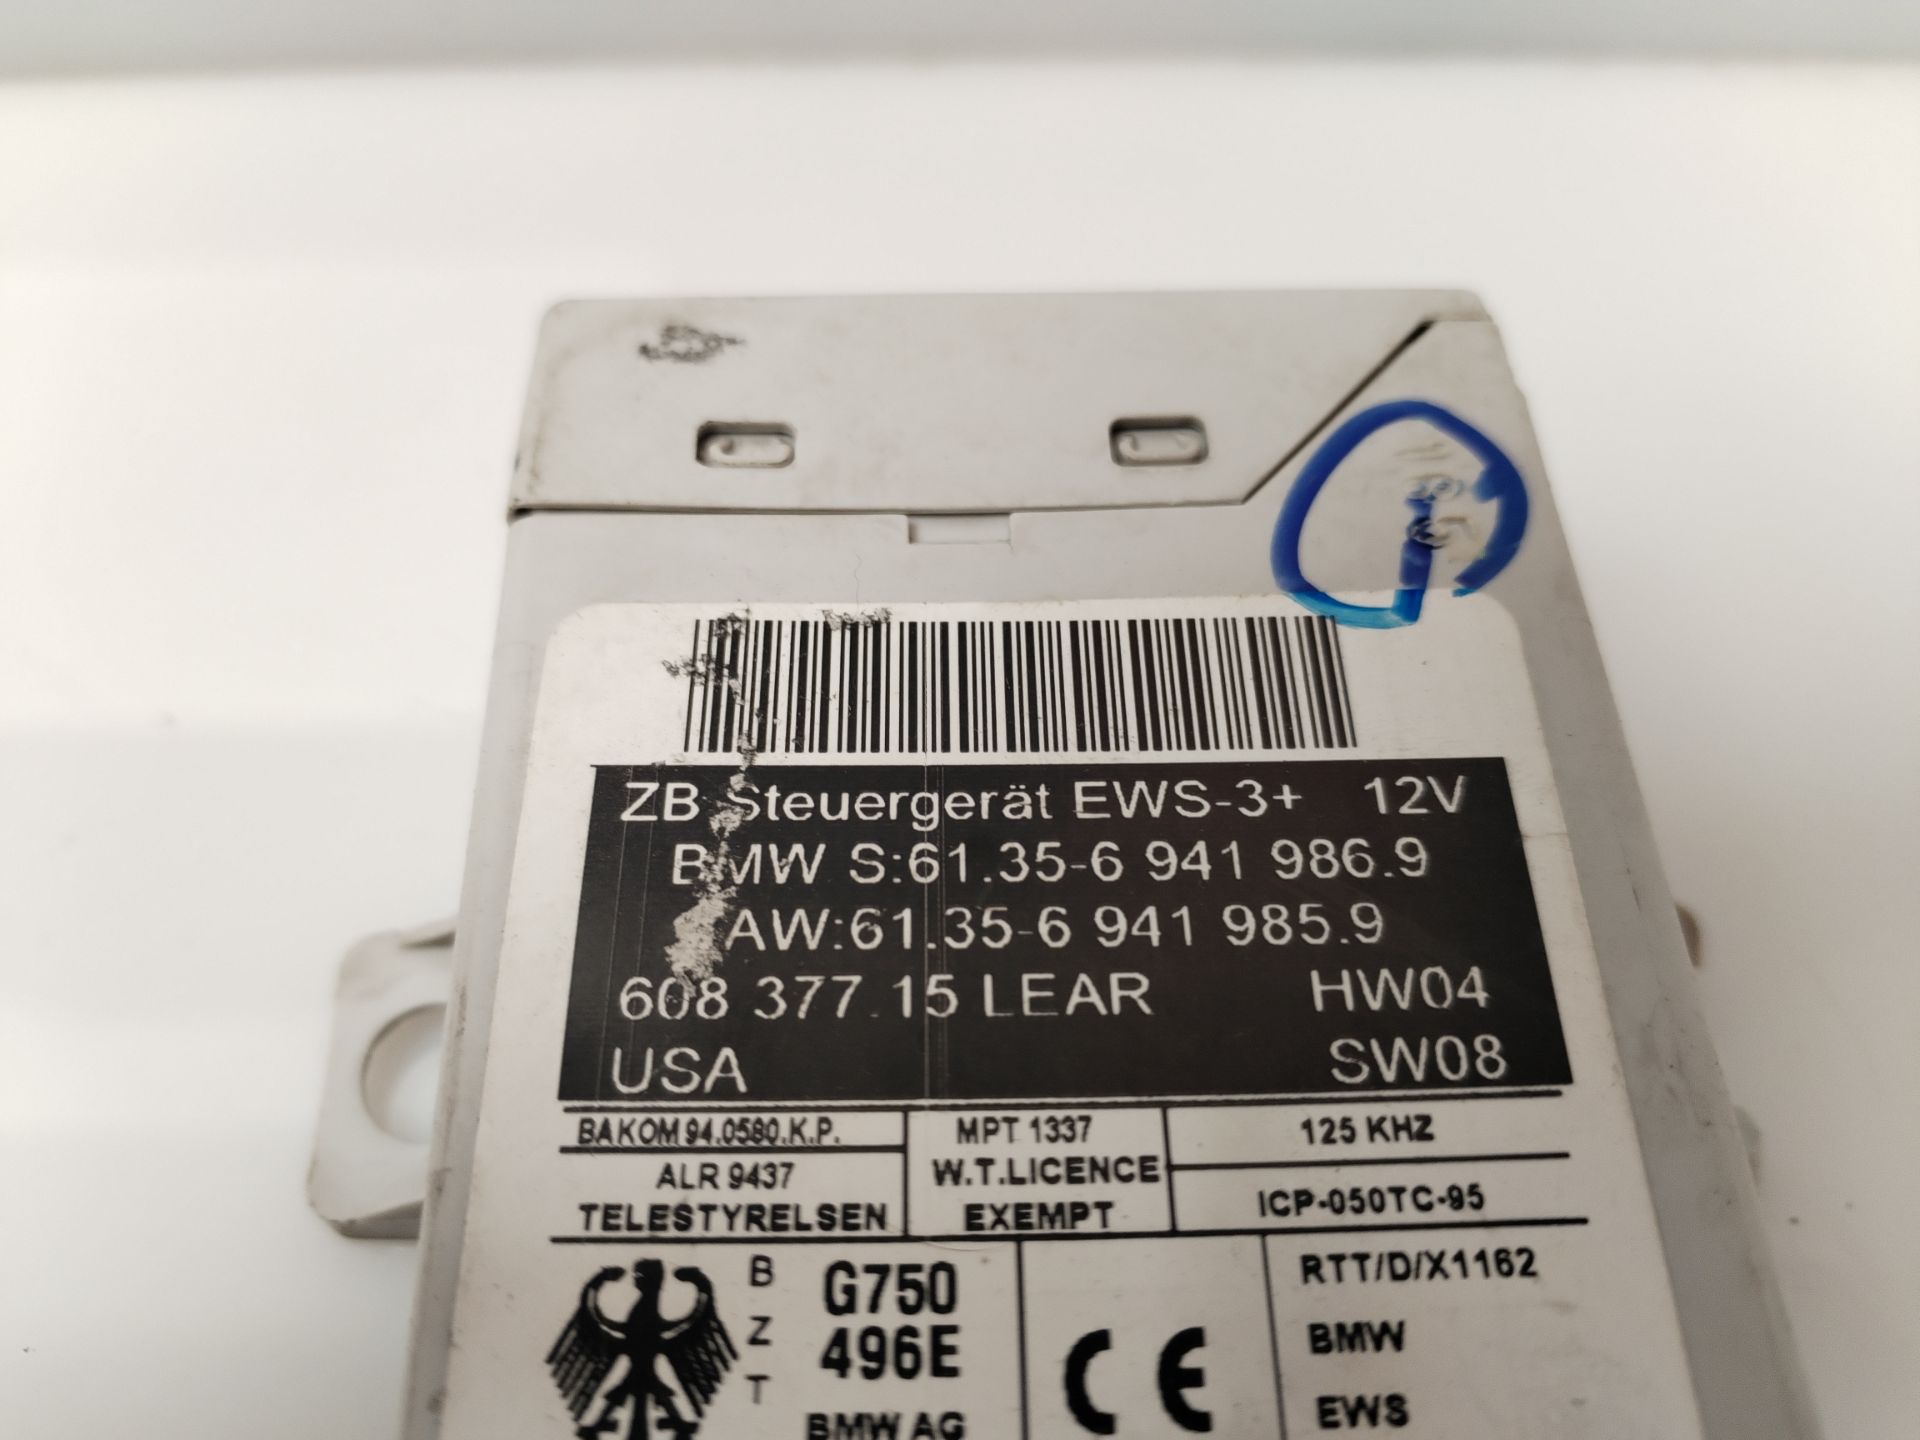 ZB Steuergerät EWS-3+ 12V
BMW S:61.35-6 941 986.9
AW:61.35-6 941 985.9
608 377.15 LEAR HW04
USA SW08
BAKOM 94.0580.K.P. MPT 1337 125 KHZ
ALR 9437 W.T.LICENCE ICP-050TC-95
TELESTYRELSEN EXEMPT
BZT G750 RTT/D/X1162
496E CE BMW
BMW AG EWS